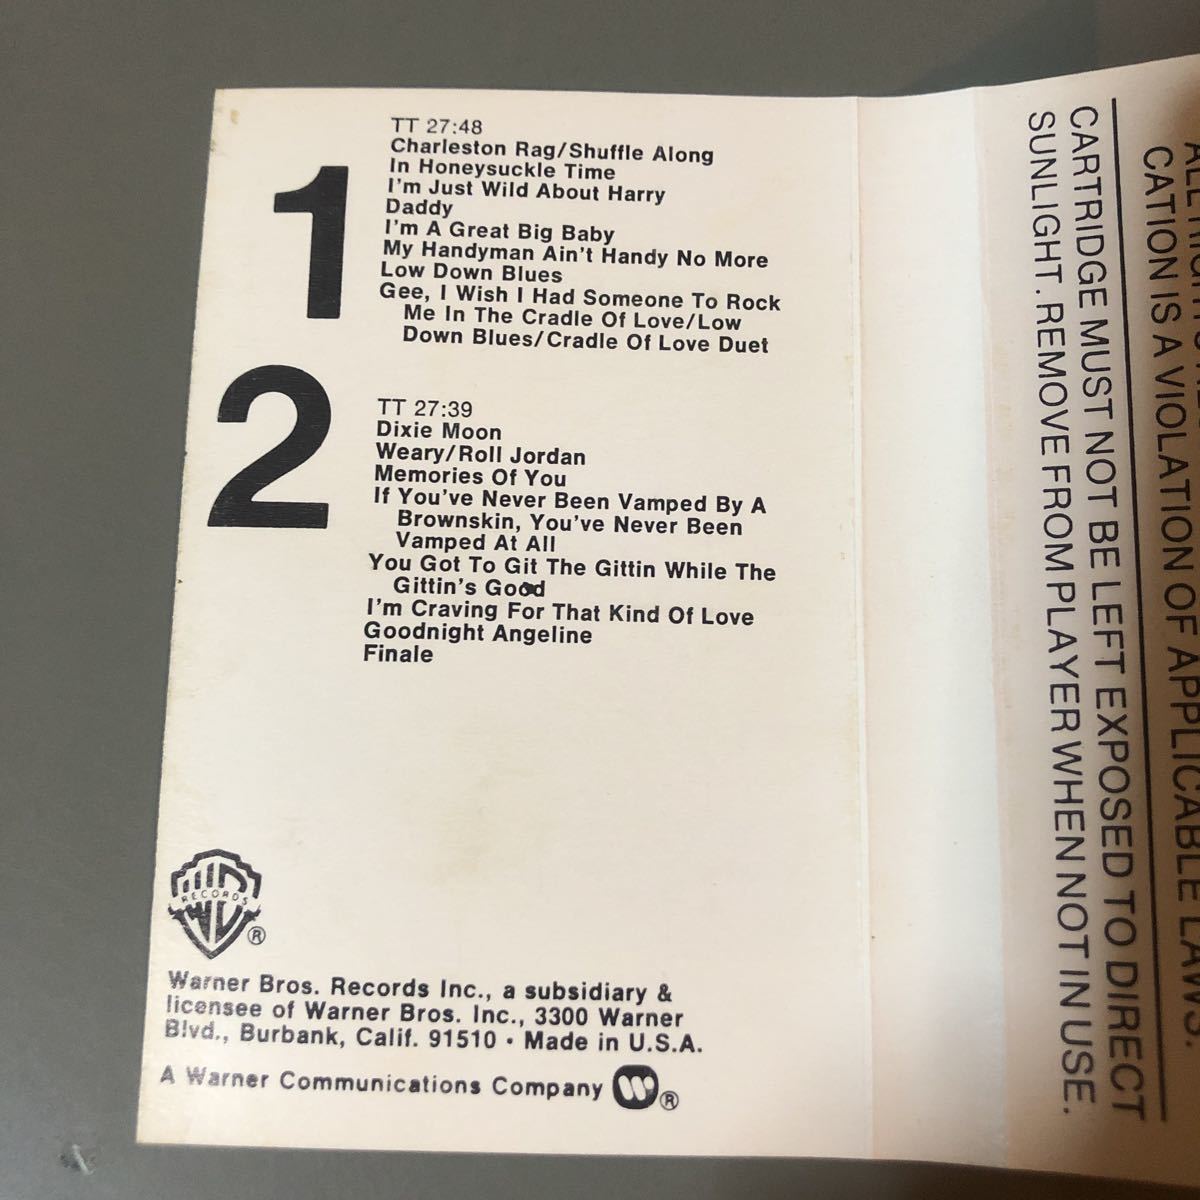 1
TT 27:48
Charleston Rag/Shuffle Along
In Honeysuckle Time
I'm Just Wild About Harry
Daddy
I'm A Great Big Baby
My Handyman Ain't Handy No More
Low Down Blues
Gee, I Wish I Had Someone To Rock
Me In The Cradle Of Love/Low
Down Blues/Cradle Of Love Duet
2
TT 27:39
Dixie Moon
Weary/Roll Jordan
Memories Of You
If You've Never Been Vamped By A
Brownskin, You've Never Been
Vamped At All
You Got To Git The Gittin While The
Gittin's Good
I'm Craving For That Kind Of Love
Goodnight Angeline
Finale
WB
RECORDS
®
Warner Bros. Records Inc., a subsidiary &
licensee of Warner Bros. Inc., 3300 Warner
Blvd., Burbank, Calif. 91510 • Made in U.S.A.
A Warner Communications Company ®
CATION IS A VIOLATION OF APPLICABLE LAWS.
CARTRIDGE MUST NOT BE LEFT EXPOSED TO DIRECT
SUNLIGHT. REMOVE FROM PLAYER WHEN NOT IN USE.